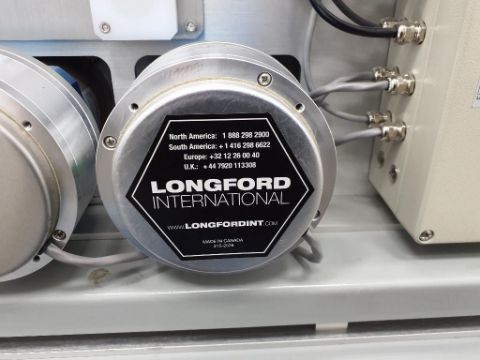 North America: 1 888 298 2900
South America: + 1 416 298 6622
Europe: +32 12 26 00 40
U.K.: + 44 7920 113308
LONGFORD
INTERNATIONAL
WWW.LONGFORDINT.COM
MADE IN CANADA